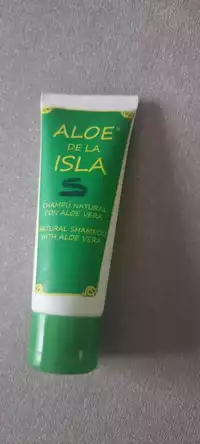 ALOE®
DE LA
ISLA
S
CHAMPÚ NATURAL
CON ALOE VERA
NATURAL SHAMPOO
WITH ALOE VERA